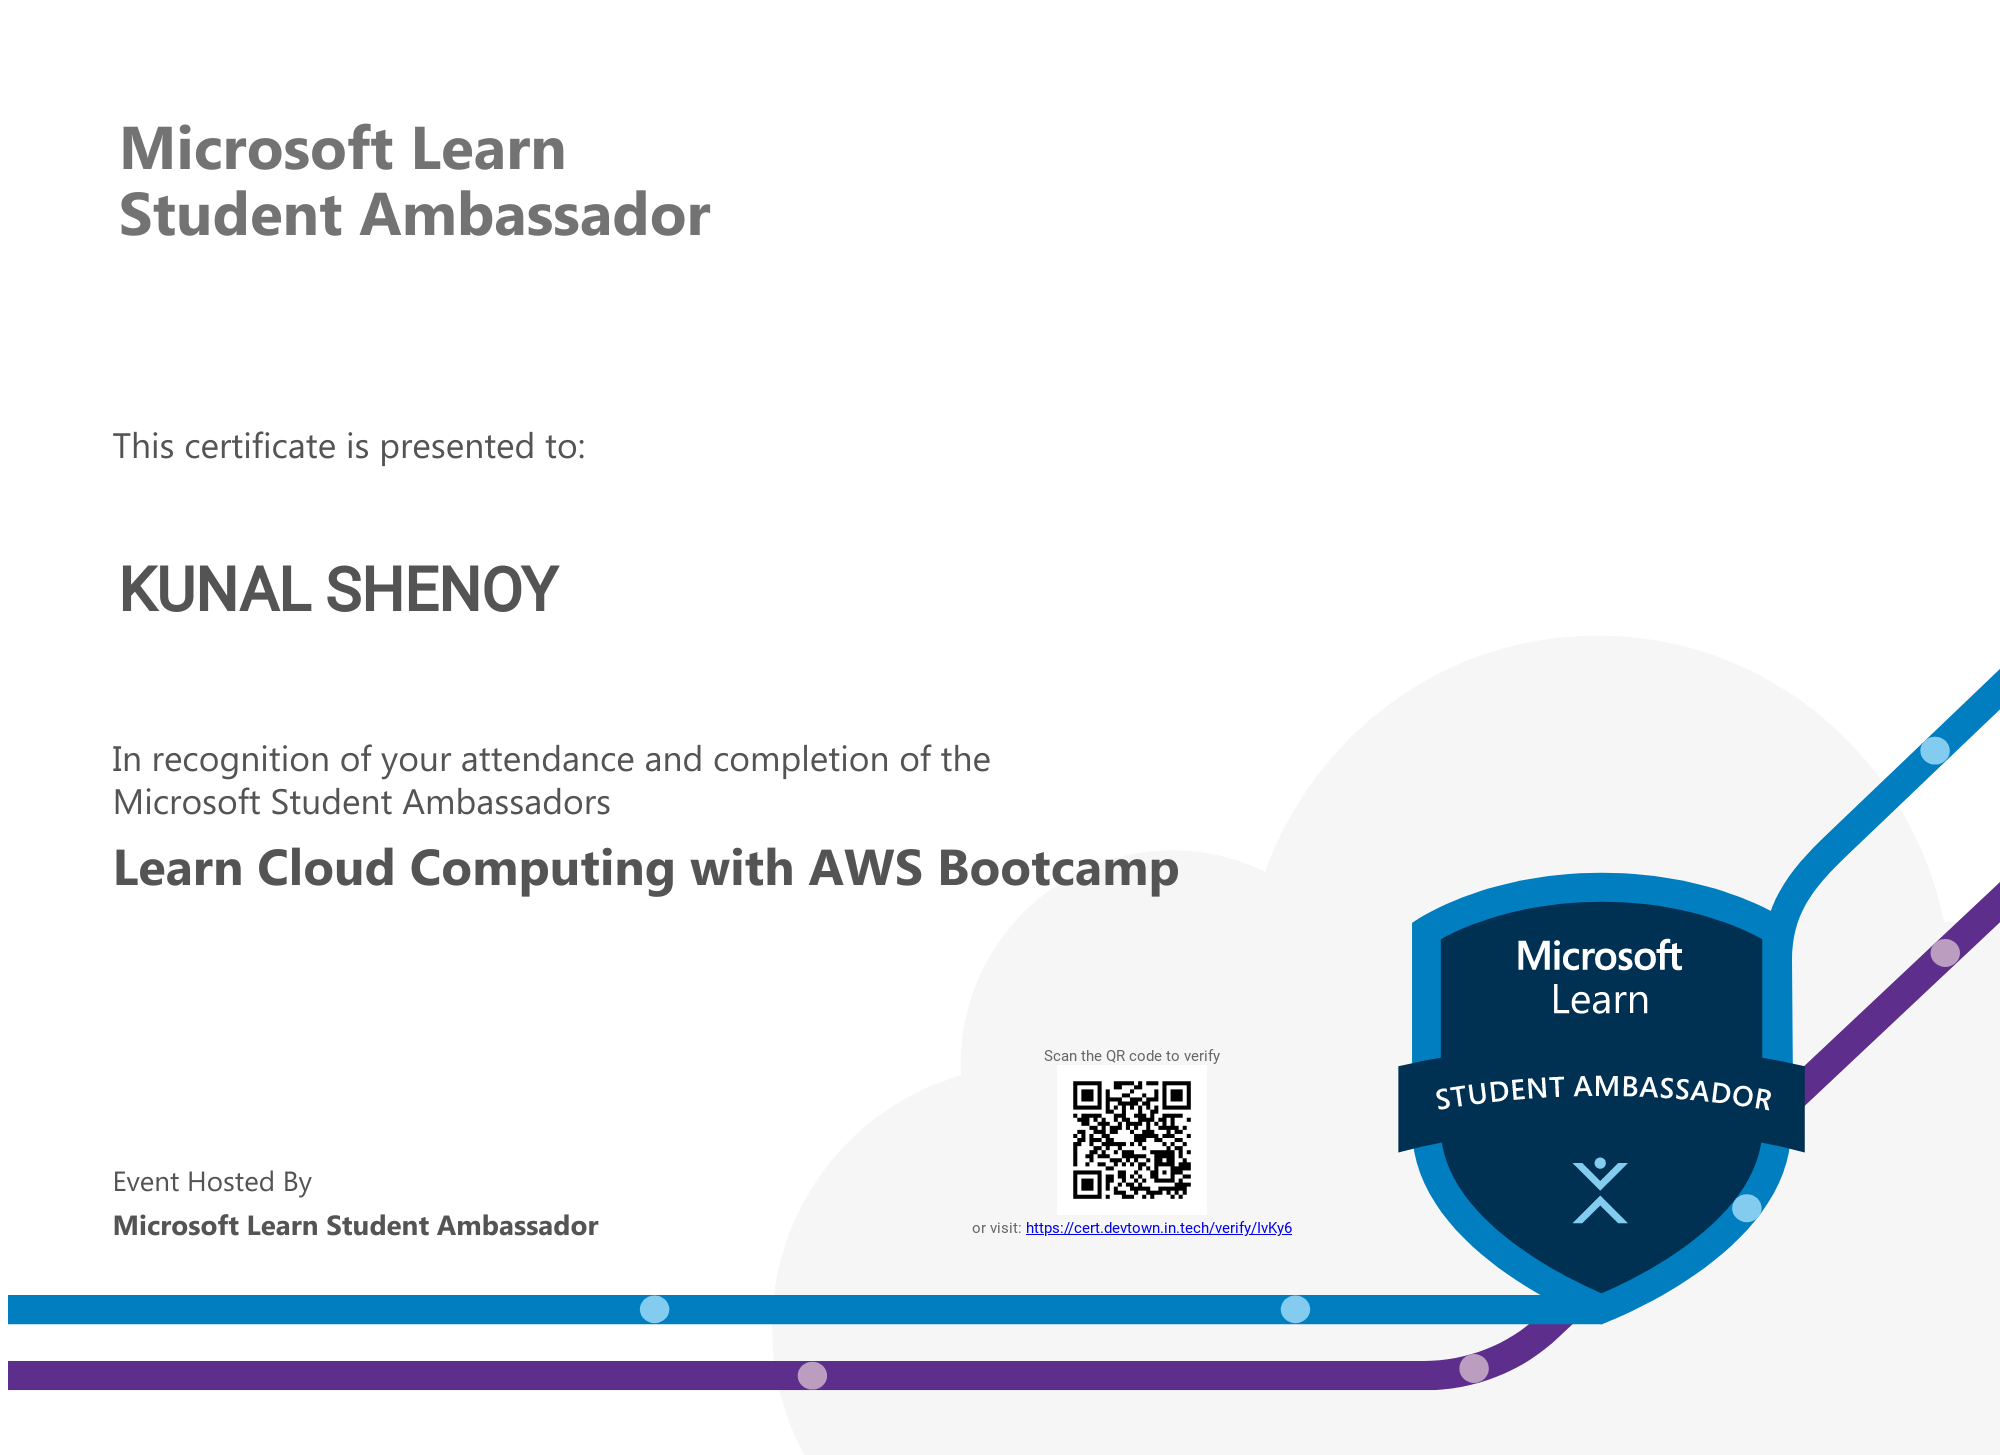 Microsoft Learn
Student Ambassador
This certificate is presented to:
KUNAL SHENOY
In recognition of your attendance and completion of the
Microsoft Student Ambassadors
Learn Cloud Computing with AWS Bootcamp
Microsoft
Learn
STUDENT AMBASSADOR
Scan the QR code to verify
or visit: https://cert.devtown.in.tech/verify/IvKy6
Event Hosted By
Microsoft Learn Student Ambassador